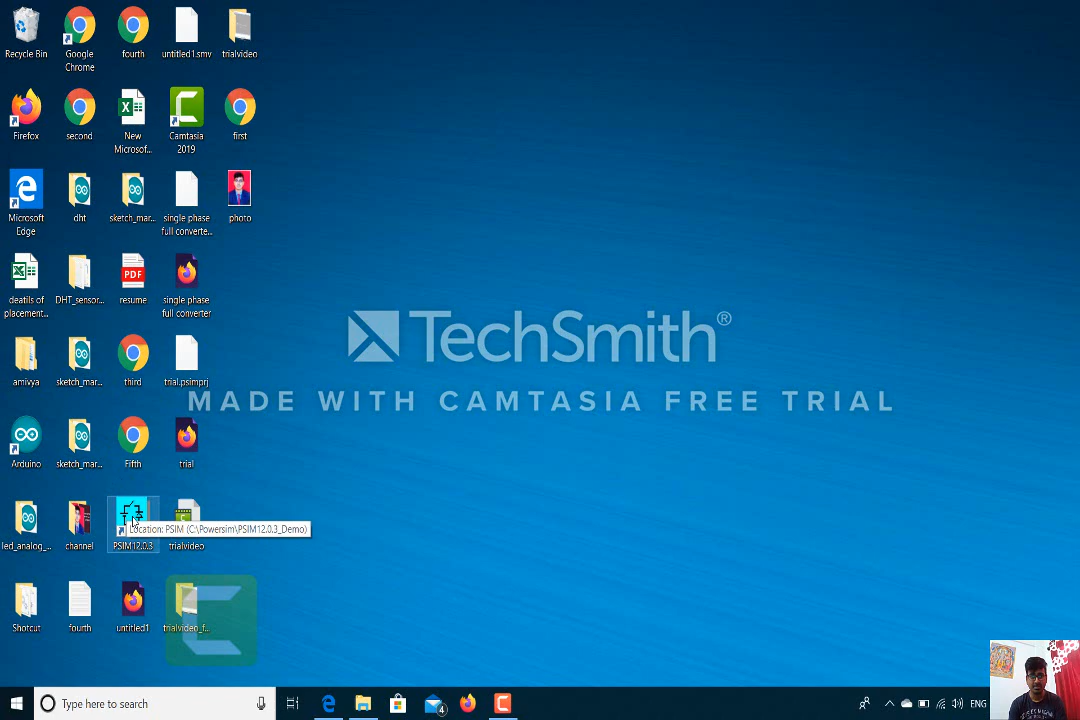 Recycle Bin
Google
Chrome
fourth
untitled1.smv
trialvideo
Firefox
second
New
Microsof...
Camtasia
2019
first
Microsoft
Edge
dht
sketch_mar...
single phase
full converte...
photo
deatils of
placement...
DHT_sensor...
PDF
resume
single phase
full converter
TechSmith®
MADE WITH CAMTASIA FREE TRIAL
amivya
sketch_mar...
third
trial.psimprj
Arduino
sketch_mar...
Fifth
trial
led_analog_...
channel
PSIM12.0.3
Location: PSIM (C:\Powersim\PSIM12.0.3_Demo)
trialvideo
Shotcut
fourth
untitled1
trialvideo_f...
Type here to search
4
ENG